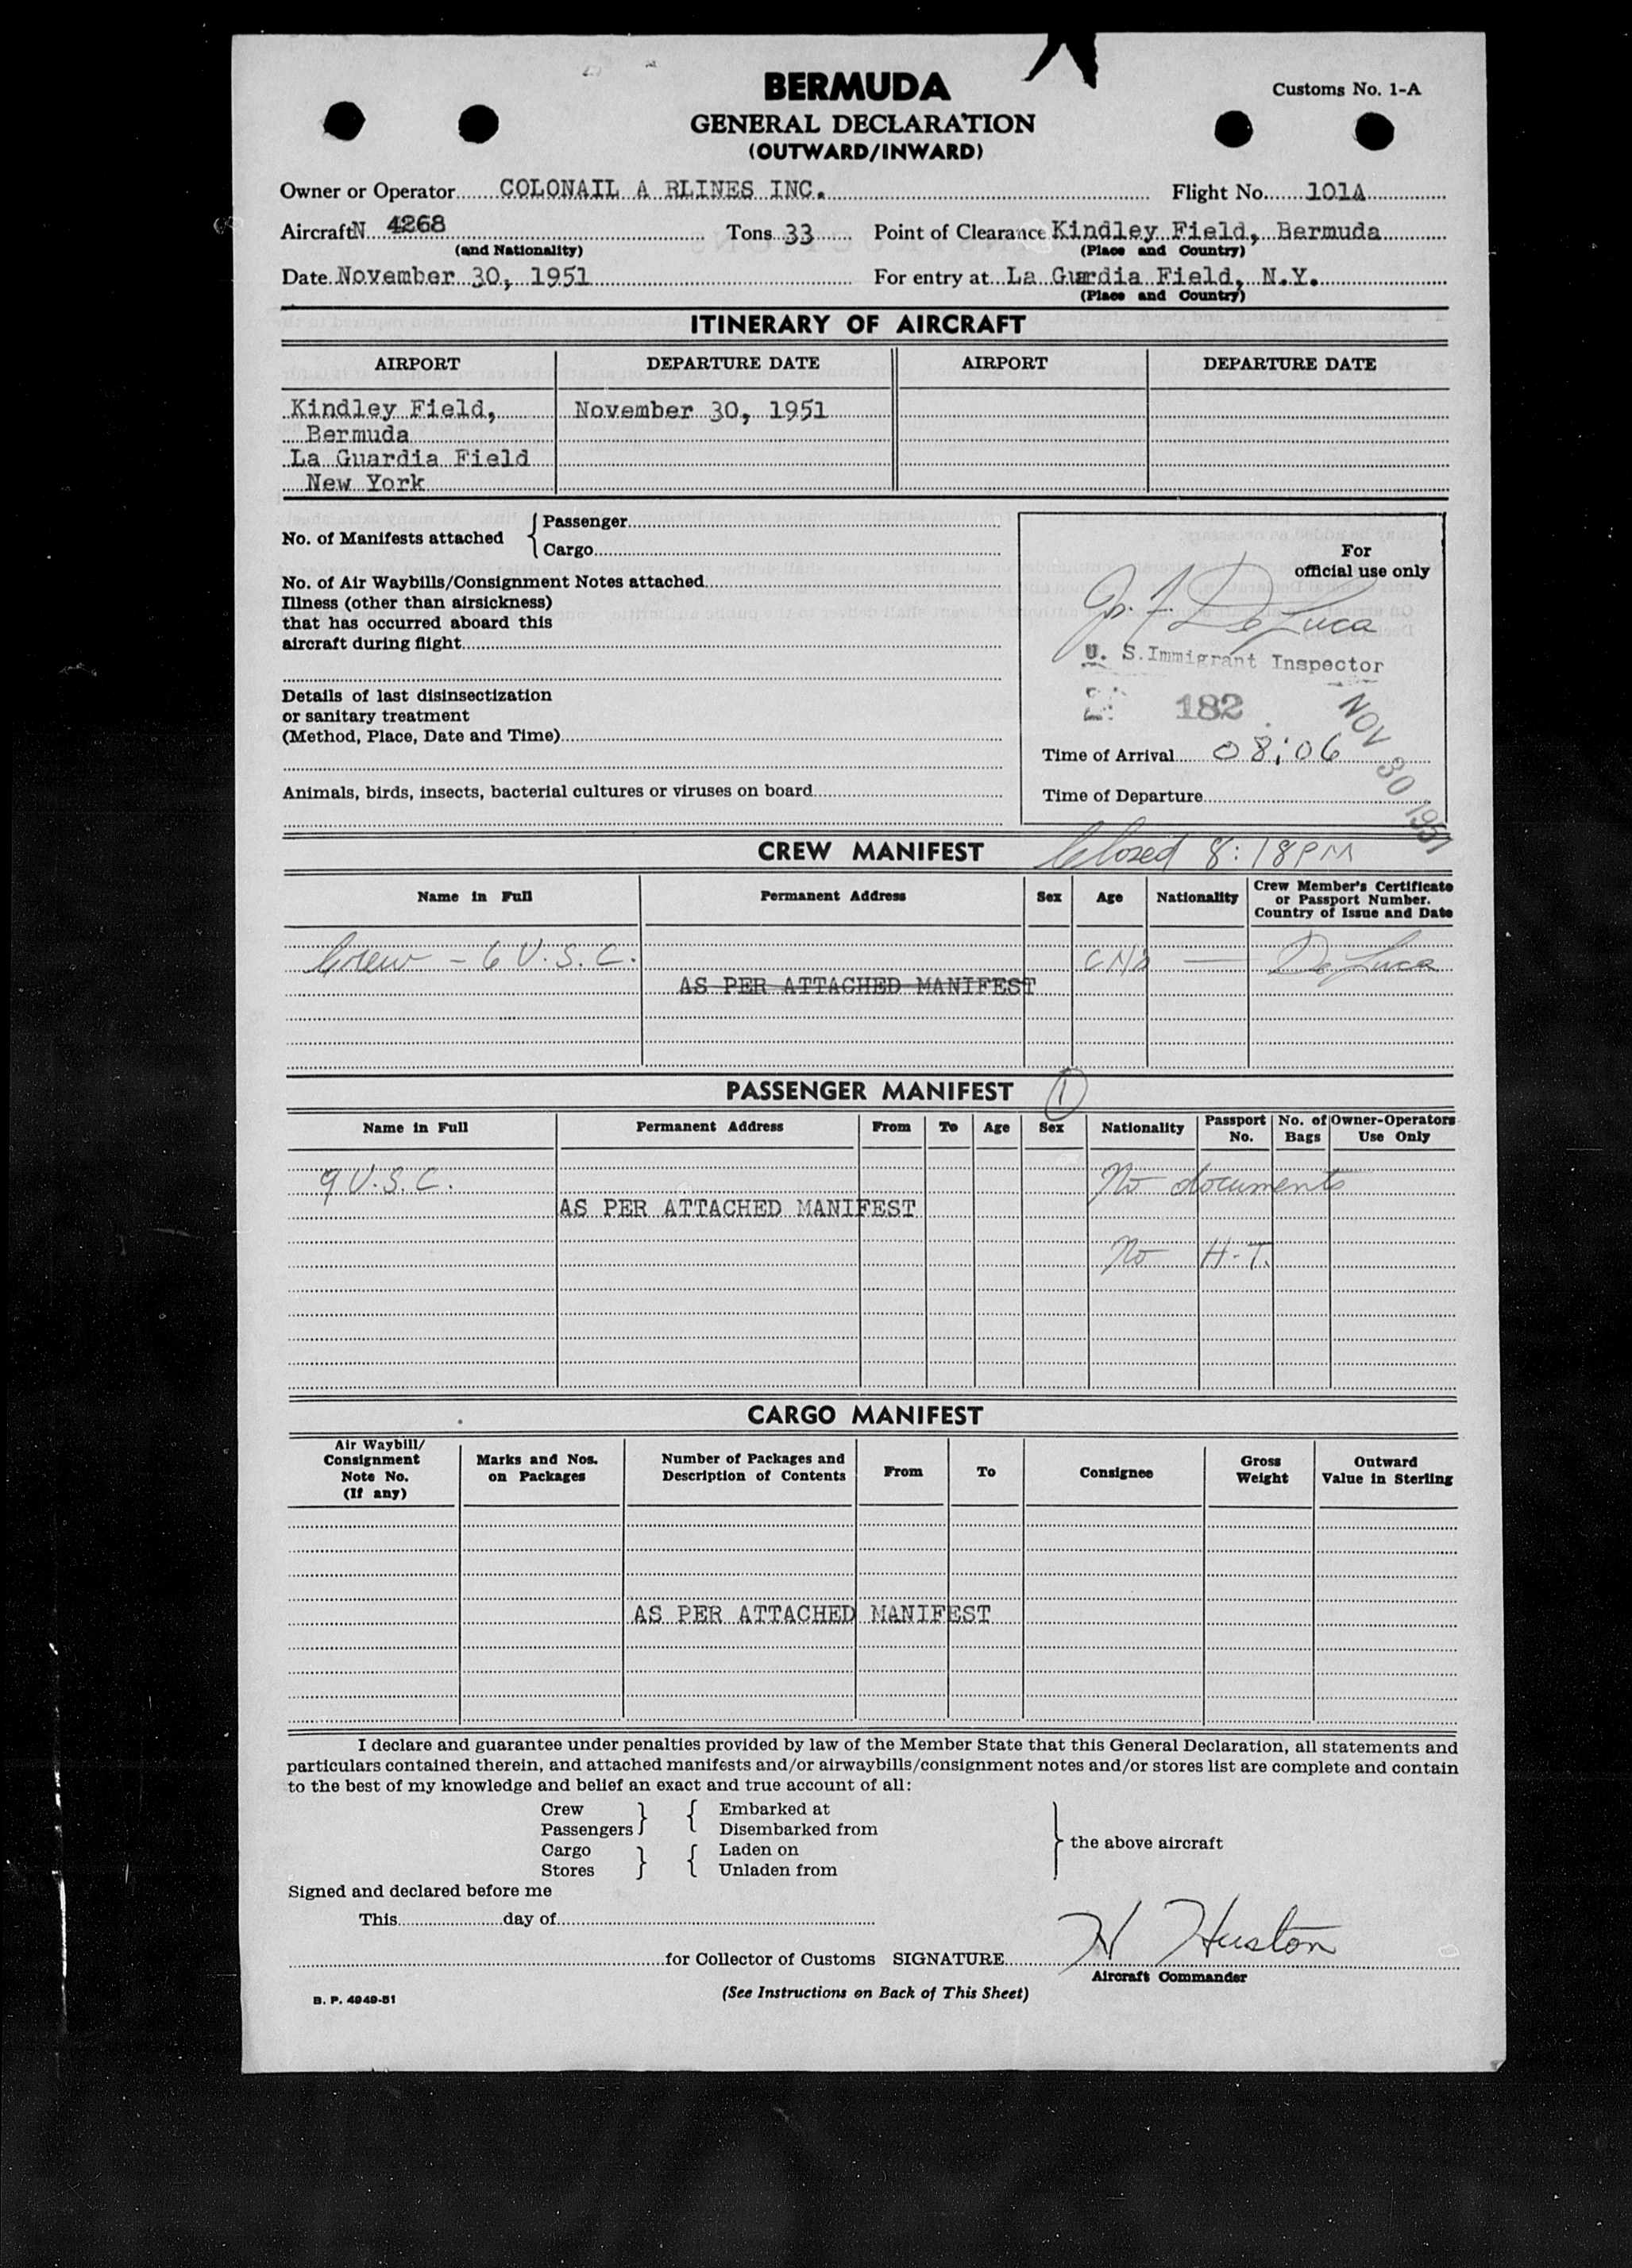 BERMUDA
Customs No. 1-A
GENERAL DECLARATION
(OUTWARD/INWARD)
Owner or Operator COLONAIL A RLINES INC. Flight No. 101A
Aircraft N 4268 Tons 33 Point of Clearance Kindley Field, Bermuda
(and Nationality) (Place and Country)
Date November 30, 1951 For entry at La Guardia Field, N.Y.
(Place and Country)
ITINERARY OF AIRCRAFT
AIRPORT DEPARTURE DATE AIRPORT DEPARTURE DATE
Kindley Field, November 30, 1951
Bermuda
La Guardia Field
New York
No. of Manifests attached
Passenger
Cargo
No. of Air Waybills/Consignment Notes attached
Illness (other than airsickness)
that has occurred aboard this
aircraft during flight
Details of last disinsectization
or sanitary treatment
(Method, Place, Date and Time)
Animals, birds, insects, bacterial cultures or viruses on board
For
official use only
De Luca
U. S. Immigrant Inspector
182
NOV 30 1951
Time of Arrival 08:06
Time of Departure
CREW MANIFEST Closed 8:18 PM
Name in Full Permanent Address Sex Age Nationality Crew Member's Certificate
or Passport Number.
Country of Issue and Date
Crew - 6 U.S.C. — De Luca
AS PER ATTACHED MANIFEST
PASSENGER MANIFEST 1
Name in Full Permanent Address From To Age Sex Nationality Passport No. No. of Bags Owner-Operators Use Only
9 U.S.C. No documents
AS PER ATTACHED MANIFEST
No H.T.
CARGO MANIFEST
Air Waybill/
Consignment
Note No.
(If any)
Marks and Nos.
on Packages
Number of Packages and
Description of Contents
From
To
Consignee
Gross
Weight
Outward
Value in Sterling
AS PER ATTACHED MANIFEST
I declare and guarantee under penalties provided by law of the Member State that this General Declaration, all statements and
particulars contained therein, and attached manifests and/or airwaybills/consignment notes and/or stores list are complete and contain
to the best of my knowledge and belief an exact and true account of all:
Crew Embarked at
Passengers Disembarked from
Cargo Laden on
Stores Unladen from
the above aircraft
Signed and declared before me
This day of
for Collector of Customs SIGNATURE H Huston
Aircraft Commander
B. P. 4949-51
(See Instructions on Back of This Sheet)